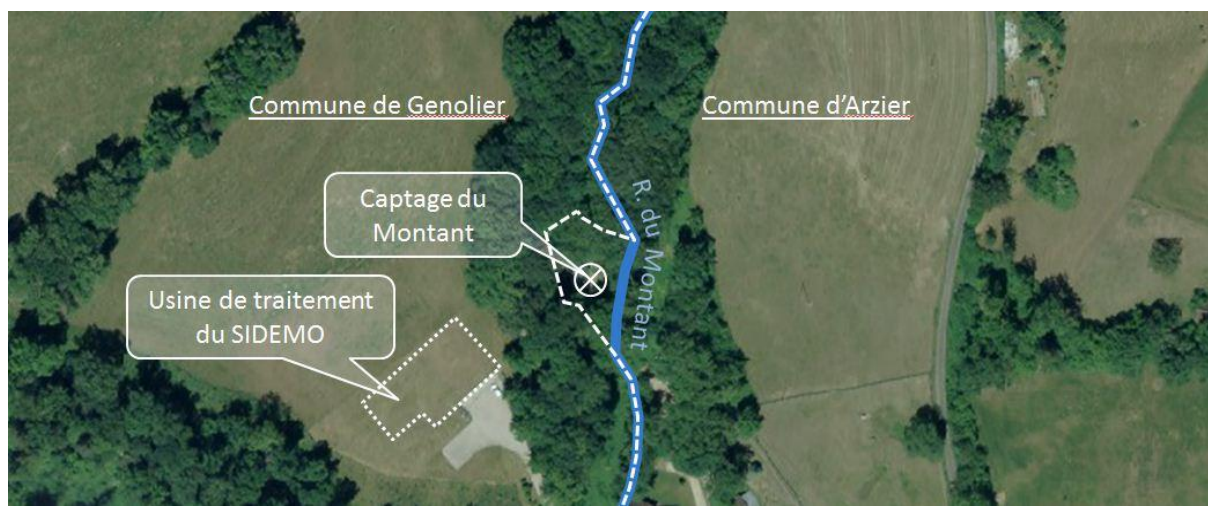 Commune de Genolier
Commune d'Arzier
Captage du
Montant
R. du Montant
Usine de traitement
du SIDEMO